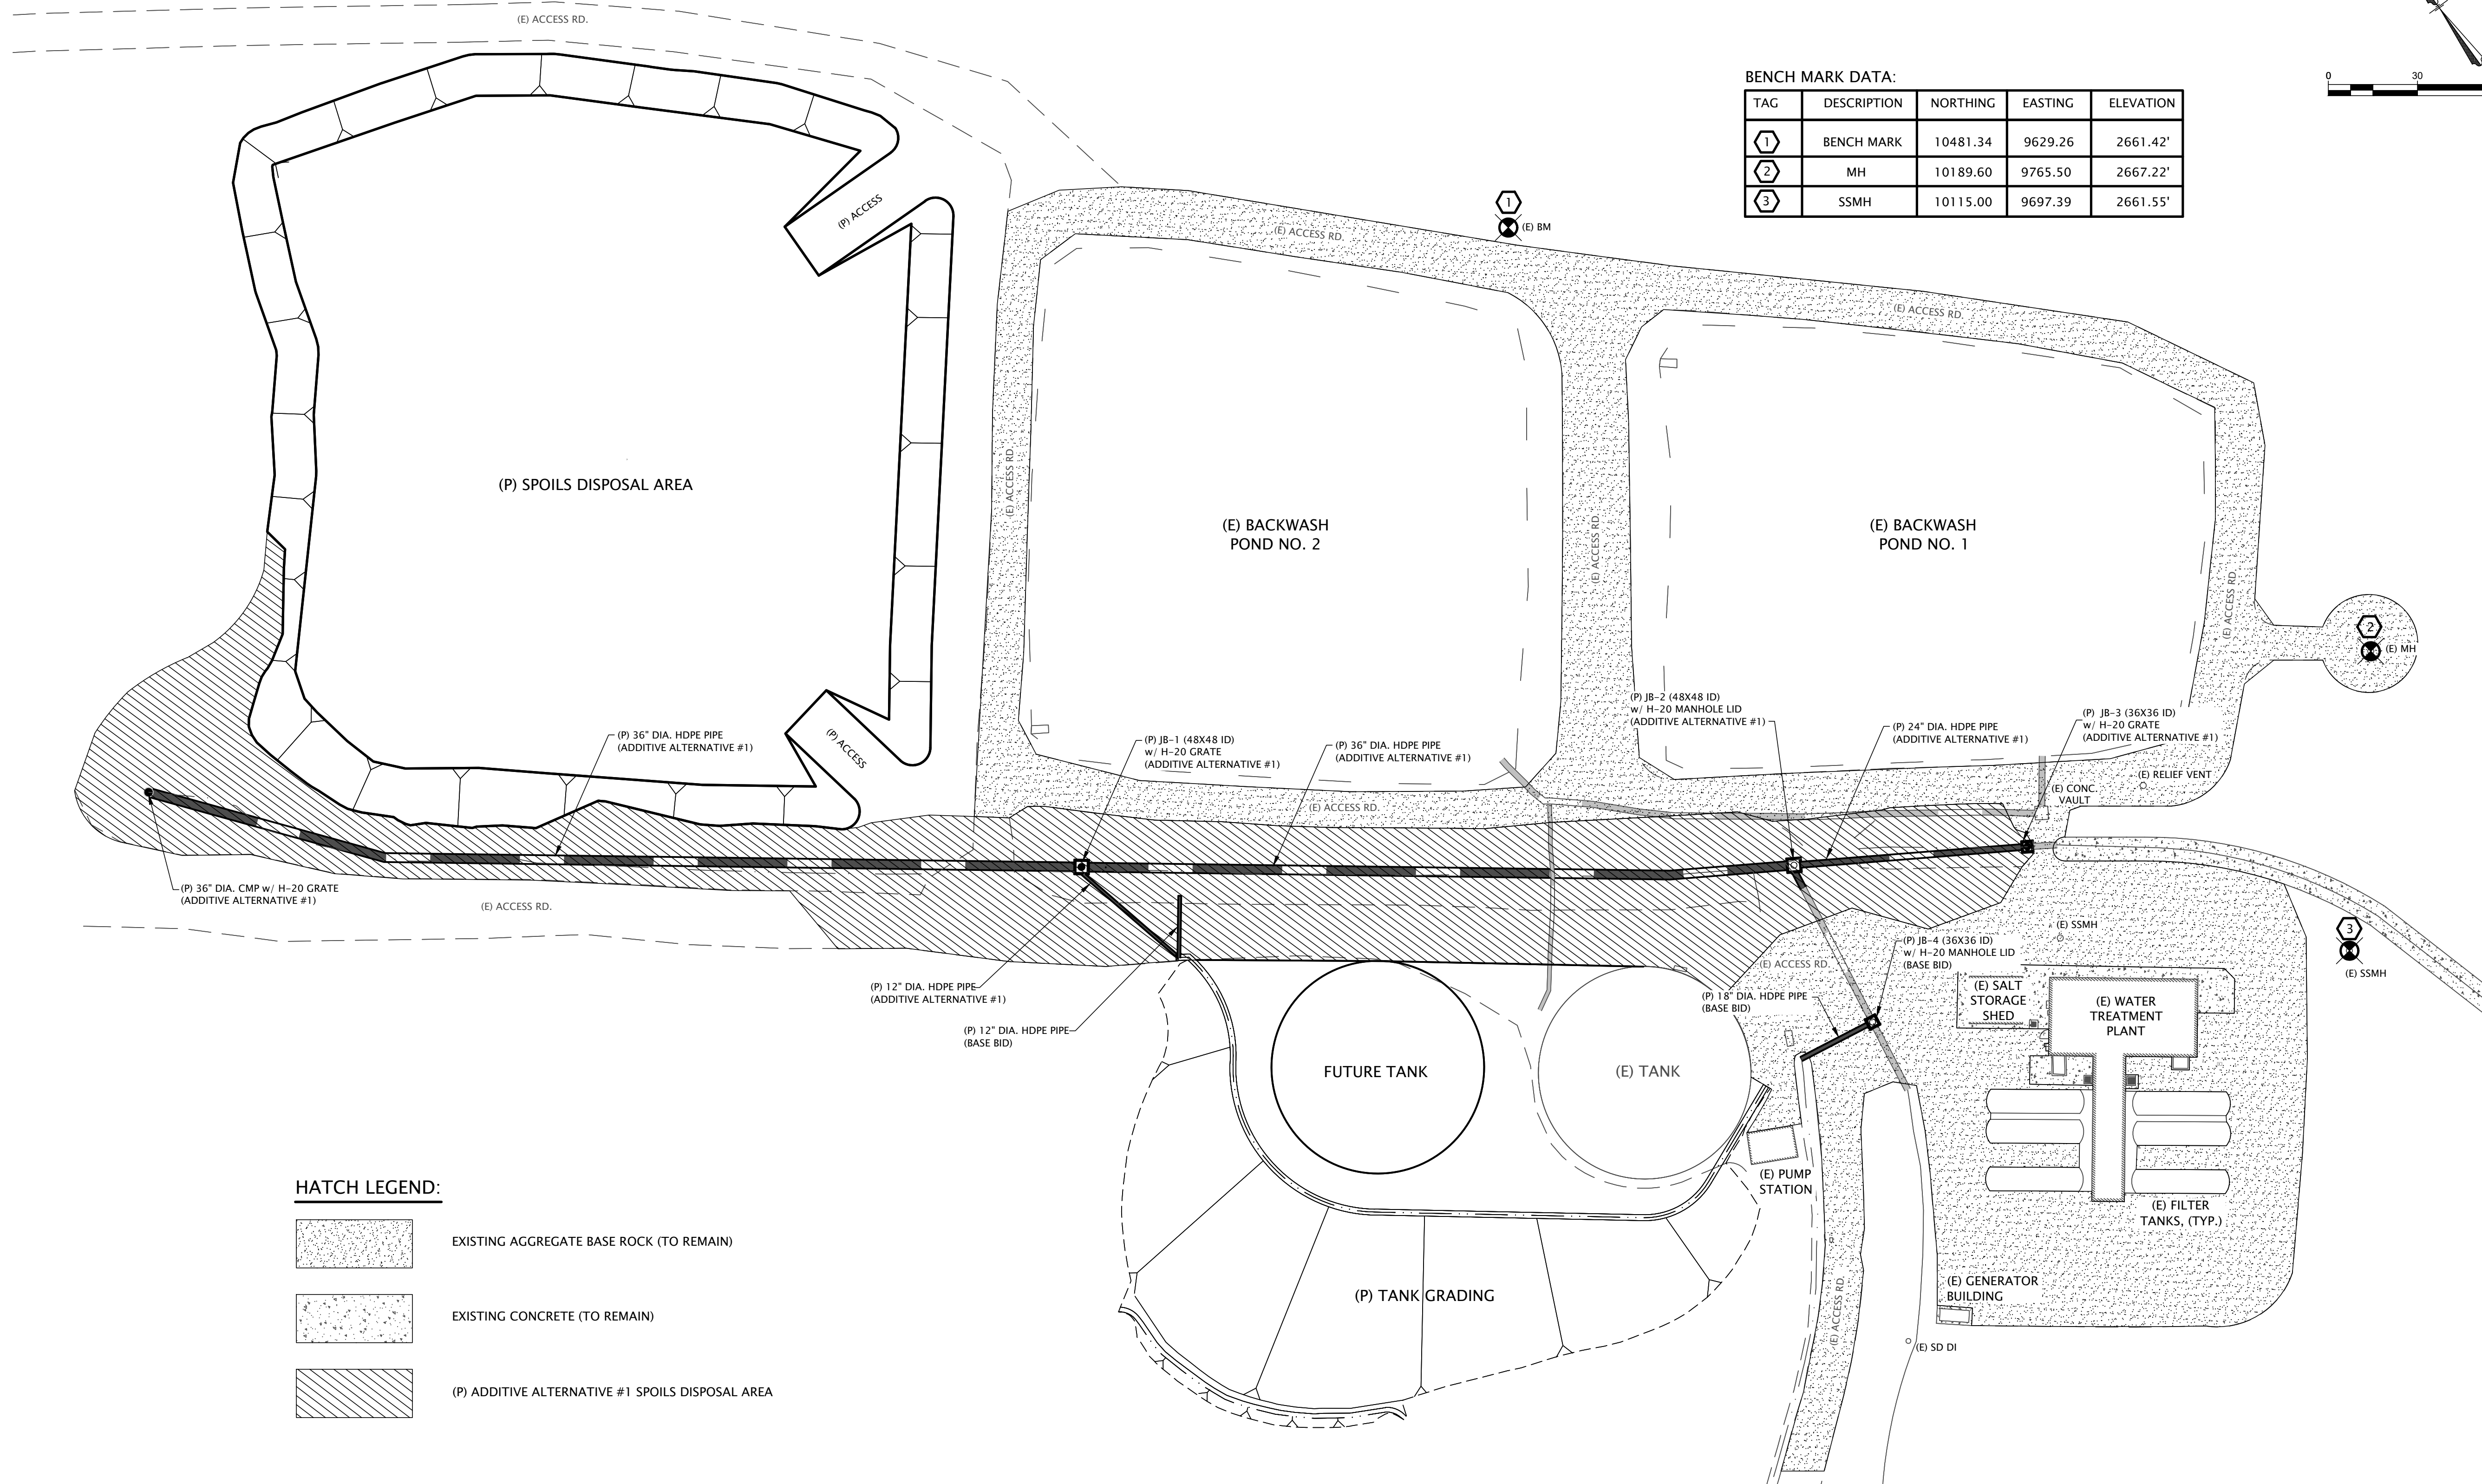 (E) ACCESS RD.
0
30
BENCH MARK DATA:
TAG DESCRIPTION NORTHING EASTING ELEVATION
1 BENCH MARK 10481.34 9629.26 2661.42'
2 MH 10189.60 9765.50 2667.22'
3 SSMH 10115.00 9697.39 2661.55'
(P) ACCESS
1
(E) BM
(E) ACCESS RD.
(E) ACCESS RD.
(E) ACCESS RD.
(P) SPOILS DISPOSAL AREA
(E) BACKWASH
POND NO. 2
(E) ACCESS RD.
(E) BACKWASH
POND NO. 1
(E) ACCESS RD.
2
(E) MH
(P) 36" DIA. HDPE PIPE
(ADDITIVE ALTERNATIVE #1)
(P) ACCESS
(P) JB-1 (48X48 ID)
w/ H-20 GRATE
(ADDITIVE ALTERNATIVE #1)
(P) 36" DIA. HDPE PIPE
(ADDITIVE ALTERNATIVE #1)
(P) JB-2 (48X48 ID)
w/ H-20 MANHOLE LID
(ADDITIVE ALTERNATIVE #1)
(P) 24" DIA. HDPE PIPE
(ADDITIVE ALTERNATIVE #1)
(P) JB-3 (36X36 ID)
w/ H-20 GRATE
(ADDITIVE ALTERNATIVE #1)
(E) RELIEF VENT
(E) CONC.
VAULT
(E) ACCESS RD.
(P) 36" DIA. CMP w/ H-20 GRATE
(ADDITIVE ALTERNATIVE #1)
(E) ACCESS RD.
(E) SSMH
3
(E) SSMH
(P) JB-4 (36X36 ID)
w/ H-20 MANHOLE LID
(BASE BID)
(E) ACCESS RD.
(P) 12" DIA. HDPE PIPE
(ADDITIVE ALTERNATIVE #1)
(P) 18" DIA. HDPE PIPE
(BASE BID)
(E) SALT
STORAGE
SHED
(E) WATER
TREATMENT
PLANT
(P) 12" DIA. HDPE PIPE
(BASE BID)
FUTURE TANK
(E) TANK
(E) PUMP
STATION
(E) FILTER
TANKS, (TYP.)
HATCH LEGEND:
EXISTING AGGREGATE BASE ROCK (TO REMAIN)
EXISTING CONCRETE (TO REMAIN)
(P) ADDITIVE ALTERNATIVE #1 SPOILS DISPOSAL AREA
(P) TANK GRADING
(E) ACCESS RD.
(E) GENERATOR
BUILDING
(E) SD DI